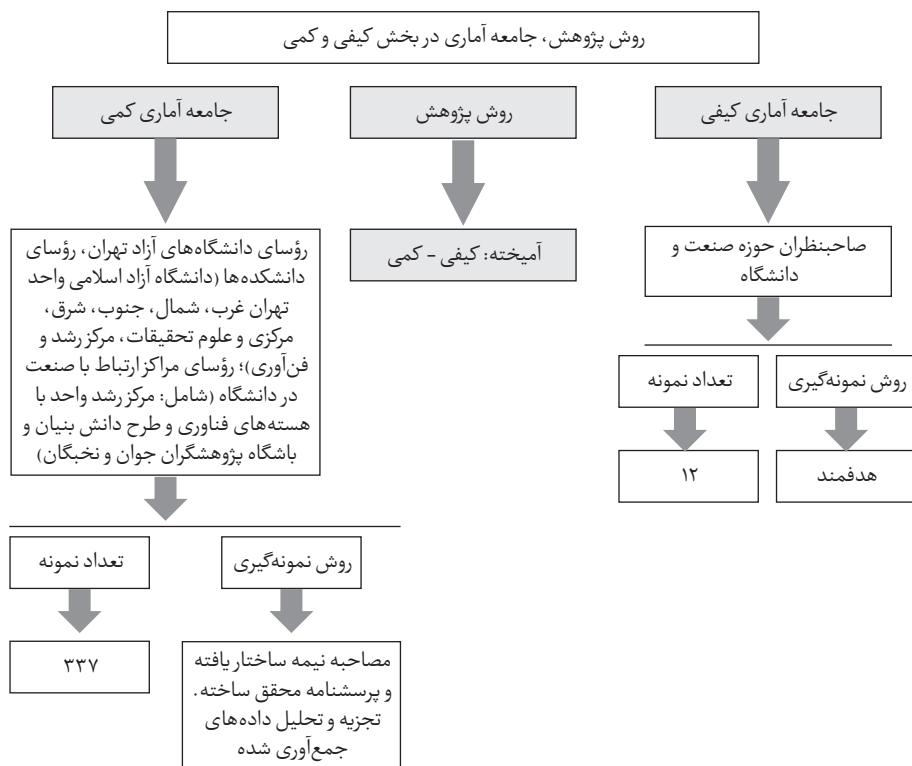 روش پژوهش، جامعه آماری در بخش کیفی و کمی
جامعه آماری کیفی
روش پژوهش
جامعه آماری کمی
صاحبنظران حوزه صنعت و
دانشگاه
آمیخته: کیفی - کمی
رؤسای دانشگاه‌های آزاد تهران، رؤسای
دانشکده‌ها (دانشگاه آزاد اسلامی واحد
تهران غرب، شمال، جنوب، شرق،
مرکزی و علوم تحقیقات، مرکز رشد و
فن‌آوری)؛ رؤسای مراکز ارتباط با صنعت
در دانشگاه (شامل: مرکز رشد واحد با
هسته‌های فناوری و طرح دانش بنیان و
باشگاه پژوهشگران جوان و نخبگان)
روش نمونه‌گیری
تعداد نمونه
هدفمند
۱۲
روش نمونه‌گیری
تعداد نمونه
مصاحبه نیمه ساختار یافته
و پرسشنامه محقق ساخته.
تجزیه و تحلیل داده‌های
جمع‌آوری شده
۳۳۷